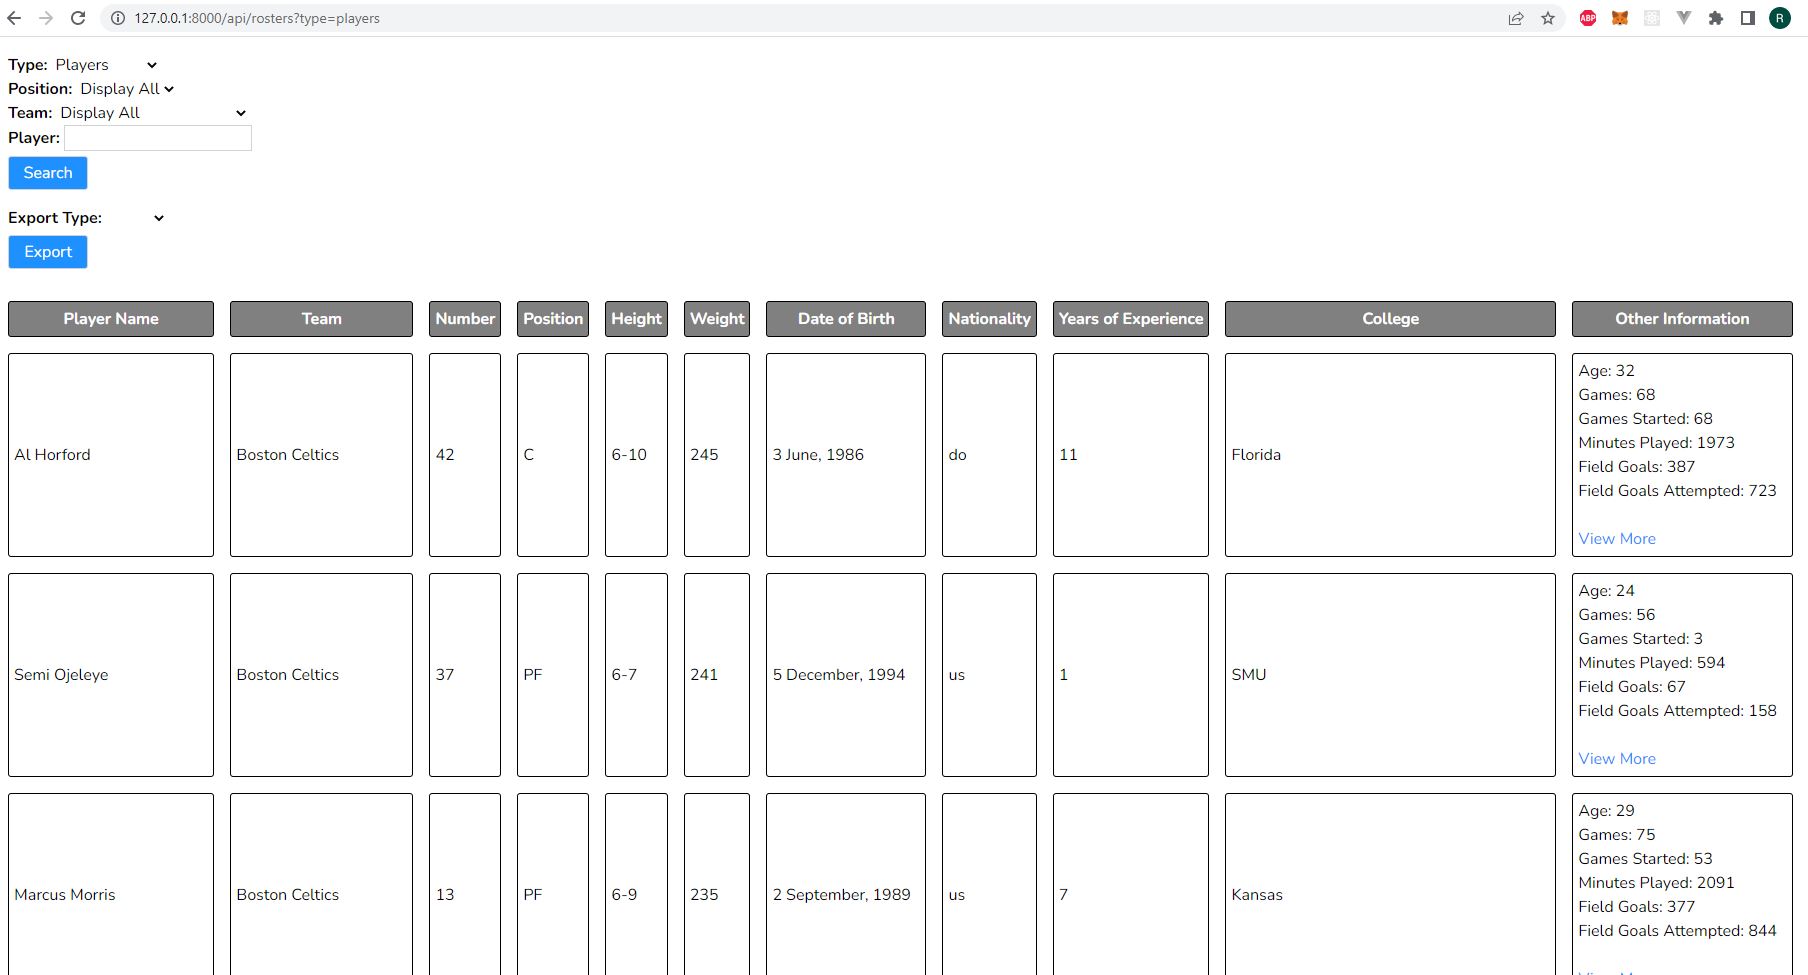 127.0.0.1:8000/api/rosters?type=players
ABP
R
Type: Players
Position: Display All
Team: Display All
Player:
Search
Export Type:
Export
Player Name Team Number Position Height Weight Date of Birth Nationality Years of Experience College Other Information
Age: 32
Games: 68
Games Started: 68
Minutes Played: 1973
Al Horford Boston Celtics 42 C 6-10 245 3 June, 1986 do 11 Florida
Field Goals: 387
Field Goals Attempted: 723
View More
Age: 24
Games: 56
Games Started: 3
Minutes Played: 594
Semi Ojeleye Boston Celtics 37 PF 6-7 241 5 December, 1994 us 1 SMU
Field Goals: 67
Field Goals Attempted: 158
View More
Age: 29
Games: 75
Games Started: 53
Minutes Played: 2091
Marcus Morris Boston Celtics 13 PF 6-9 235 2 September, 1989 us 7 Kansas
Field Goals: 377
Field Goals Attempted: 844